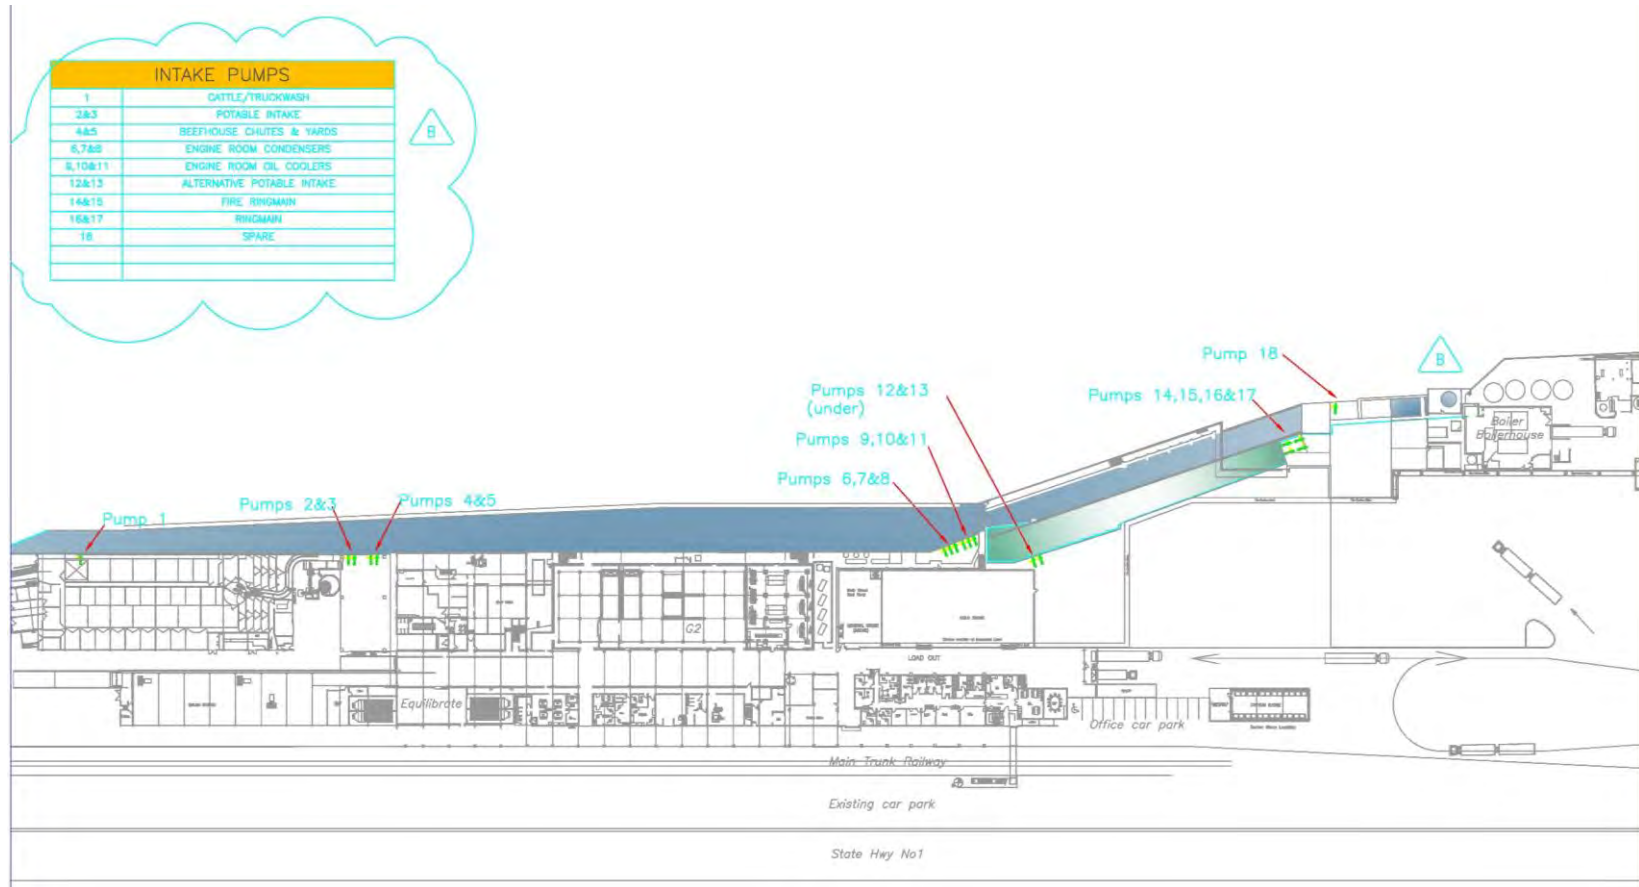 INTAKE PUMPS
1 CATTLE/TRUCKWASH
2&3 POTABLE INTAKE
4&5 BEEFHOUSE CHUTES & YARDS
6,7&8 ENGINE ROOM CONDENSERS
9,10&11 ENGINE ROOM OIL COOLERS
12&13 ALTERNATIVE POTABLE INTAKE
14&15 FIRE RINGMAIN
16&17 RINGMAIN
18 SPARE
B
Pump 18
B
Pumps 12&13
(under)
Pumps 14,15,16&17
Pumps 9,10&11
Boiler
Boilerhouse
Pumps 6,7&8
Pumps 2&3
Pumps 4&5
Pump 1
G2
LOAD OUT
Equilibrate
Office car park
Main Trunk Railway
Existing car park
State Hwy No1